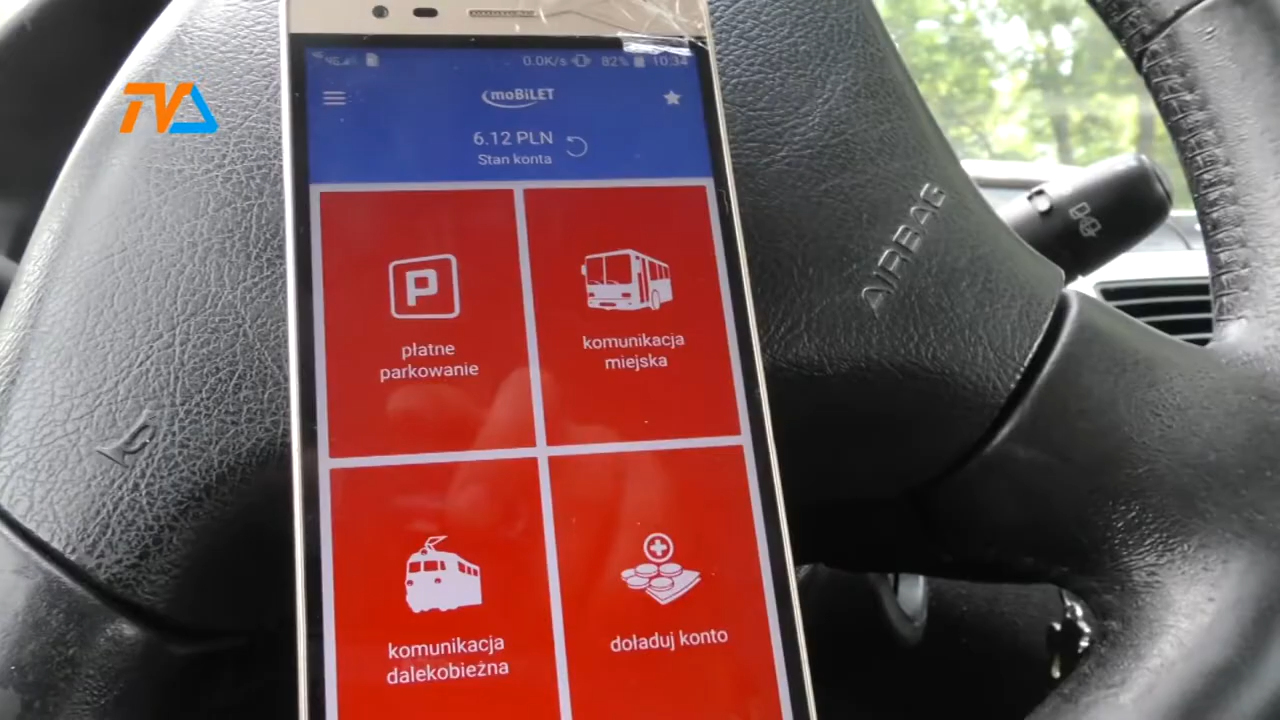 TVA
4G
0.0K/s 82% 10:34
moBiLET
6.12 PLN
Stan konta
P
płatne
parkowanie
komunikacja
miejska
komunikacja
dalekobieżna
doładuj konto
AIRBAG